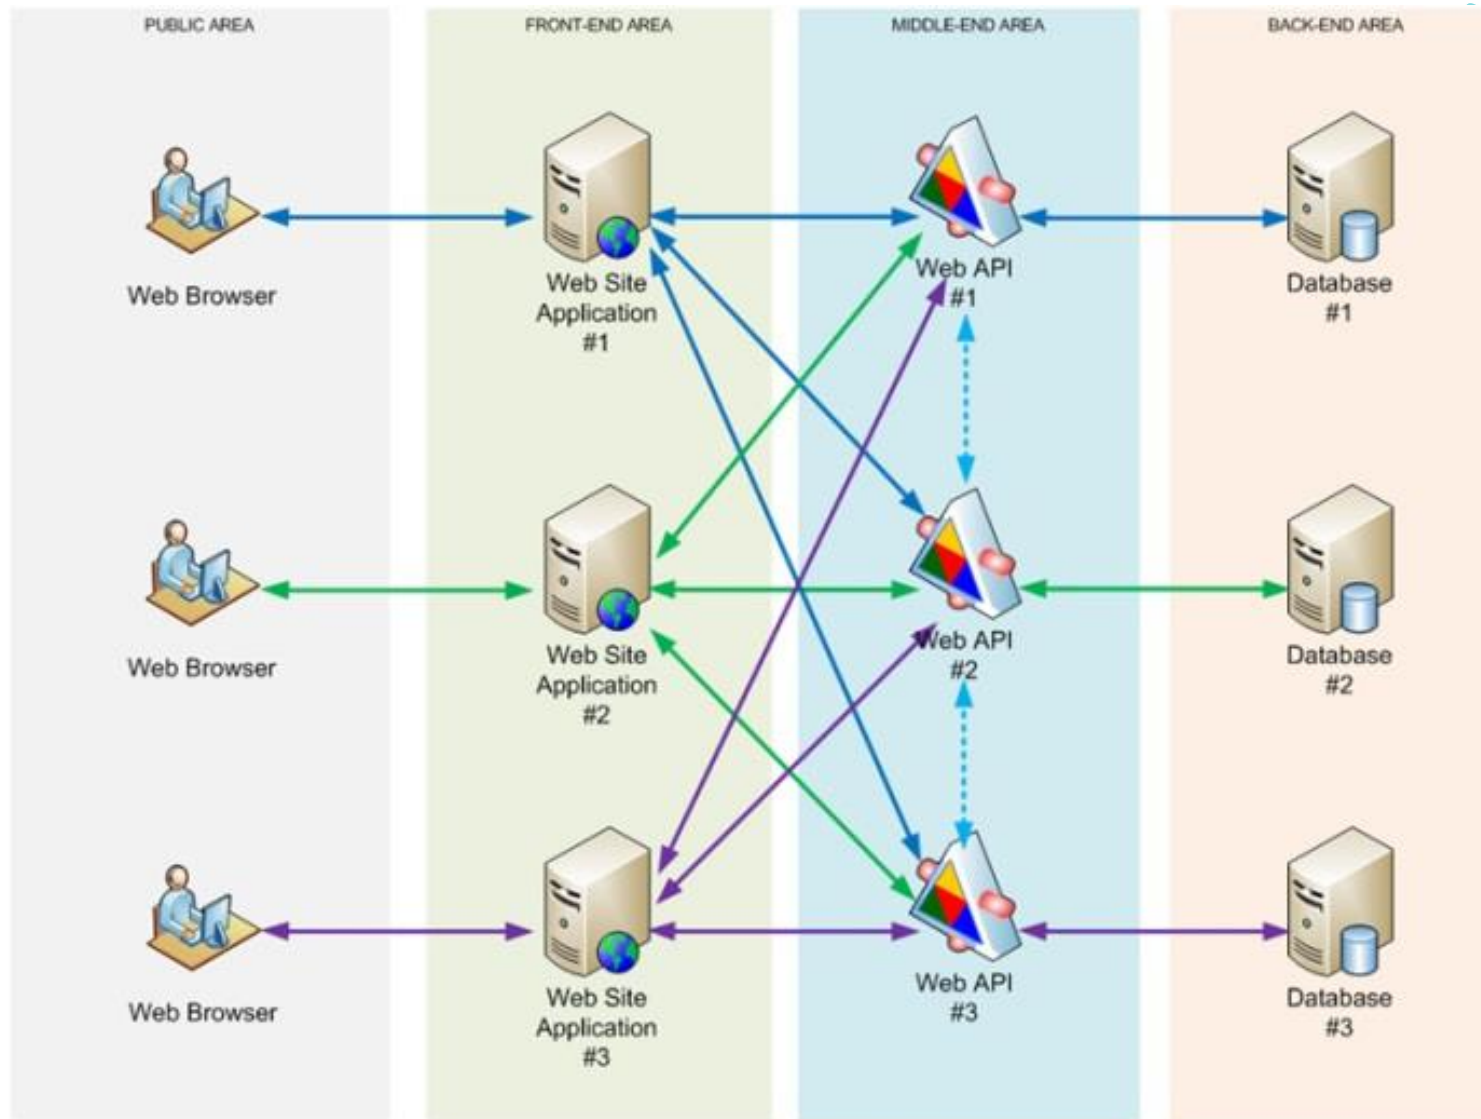 PUBLIC AREA
FRONT-END AREA
MIDDLE-END AREA
BACK-END AREA
Web Browser
Web Site
Application
#1
Web API
#1
Database
#1
Web Browser
Web Site
Application
#2
Web API
#2
Database
#2
Web Browser
Web Site
Application
#3
Web API
#3
Database
#3